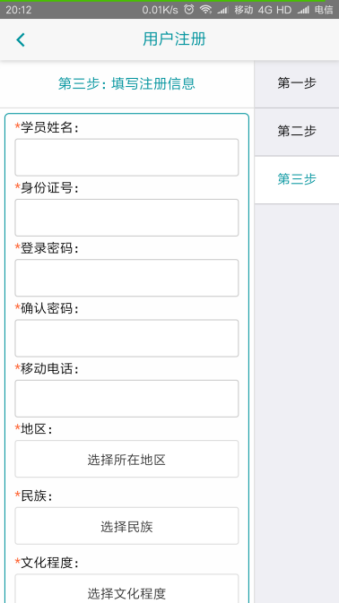 20:12 0.01K/s 移动 4G HD 电信
用户注册
第三步：填写注册信息
第一步
第二步
第三步
*学员姓名：
*身份证号：
*登录密码：
*确认密码：
*移动电话：
*地区：
选择所在地区
*民族：
选择民族
*文化程度：
选择文化程度